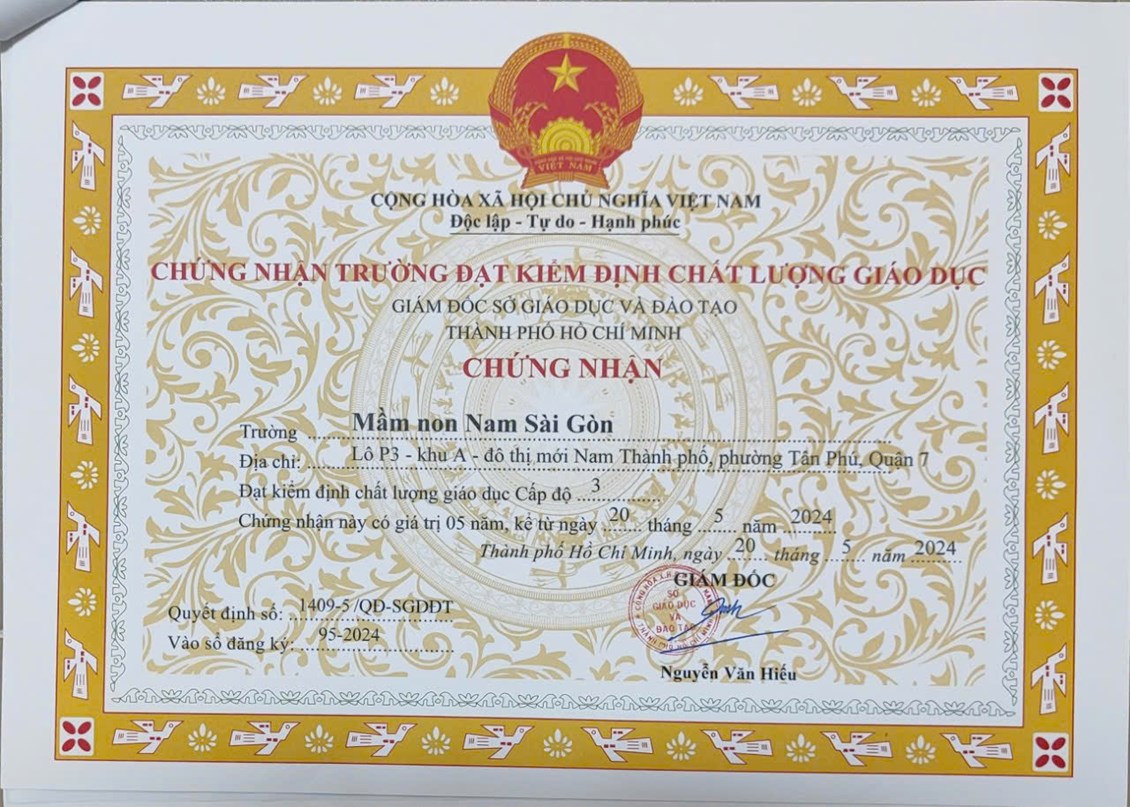 VIỆT NAM
CỘNG HÒA XÃ HỘI CHỦ NGHĨA VIỆT NAM
Độc lập - Tự do - Hạnh phúc
CHỨNG NHẬN TRƯỜNG ĐẠT KIỂM ĐỊNH CHẤT LƯỢNG GIÁO DỤC
GIÁM ĐỐC SỞ GIÁO DỤC VÀ ĐÀO TẠO
THÀNH PHỐ HỒ CHÍ MINH
CHỨNG NHẬN
Trường Mầm non Nam Sài Gòn
Địa chỉ: Lô P3 - khu A - đô thị mới Nam Thành phố, phường Tân Phú, Quận 7
Đạt kiểm định chất lượng giáo dục Cấp độ 3
Chứng nhận này có giá trị 05 năm, kể từ ngày 20 tháng 5 năm 2024
Thành phố Hồ Chí Minh, ngày 20 tháng 5 năm 2024
GIÁM ĐỐC
SỞ
GIÁO DỤC
VÀ
ĐÀO TẠO
Quyết định số: 1409-5 /QĐ-SGDĐT
Vào sổ đăng ký: 95-2024
Nguyễn Văn Hiếu